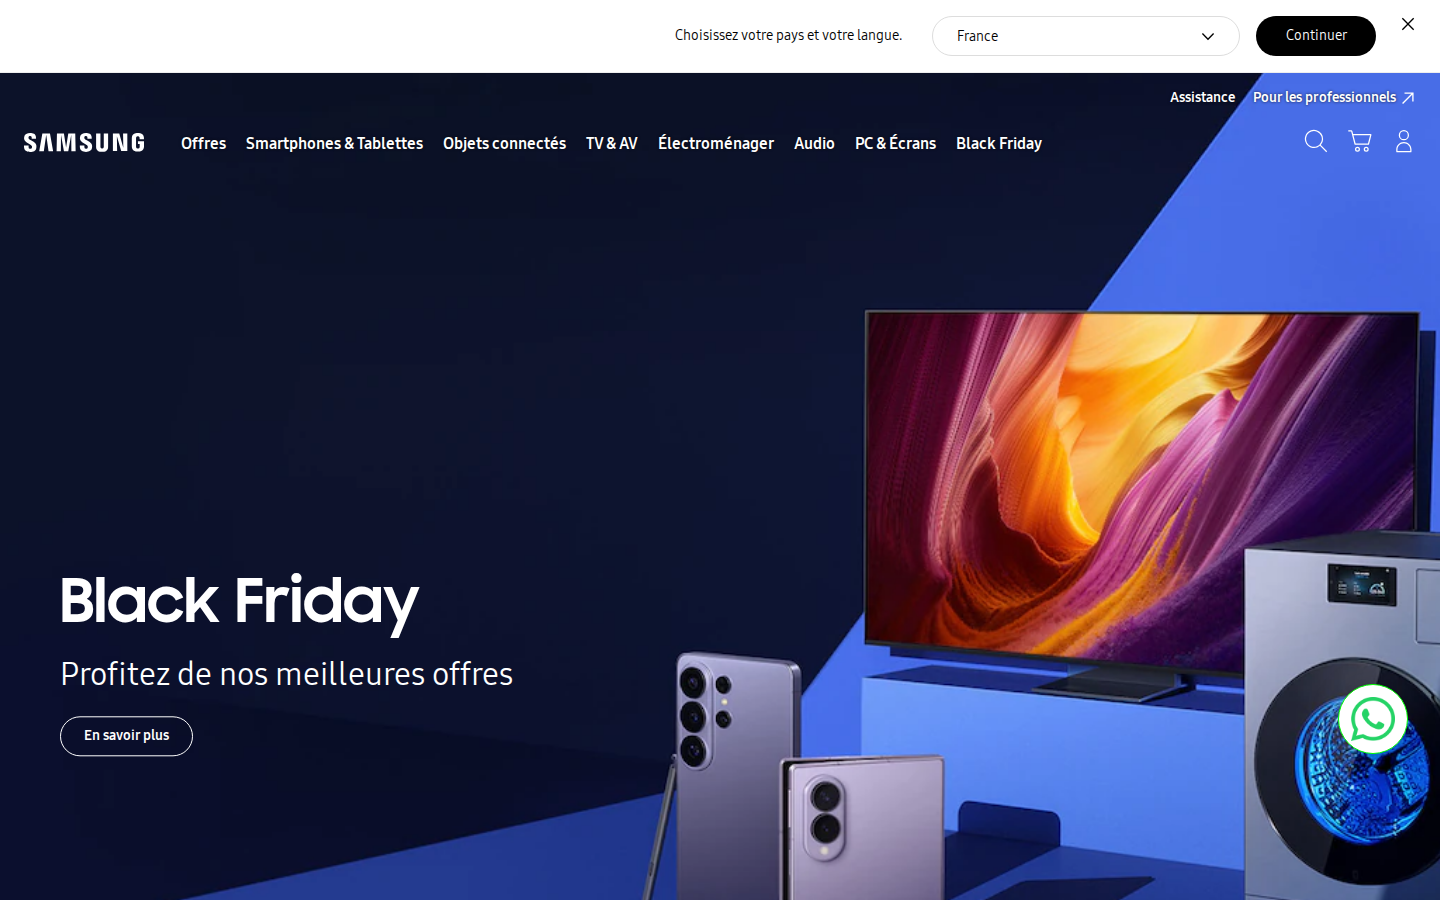 Choisissez votre pays et votre langue.
France
Continuer
Assistance
Pour les professionnels
SAMSUNG
Offres
Smartphones & Tablettes
Objets connectés
TV & AV
Électroménager
Audio
PC & Écrans
Black Friday
Black Friday
Profitez de nos meilleures offres
En savoir plus